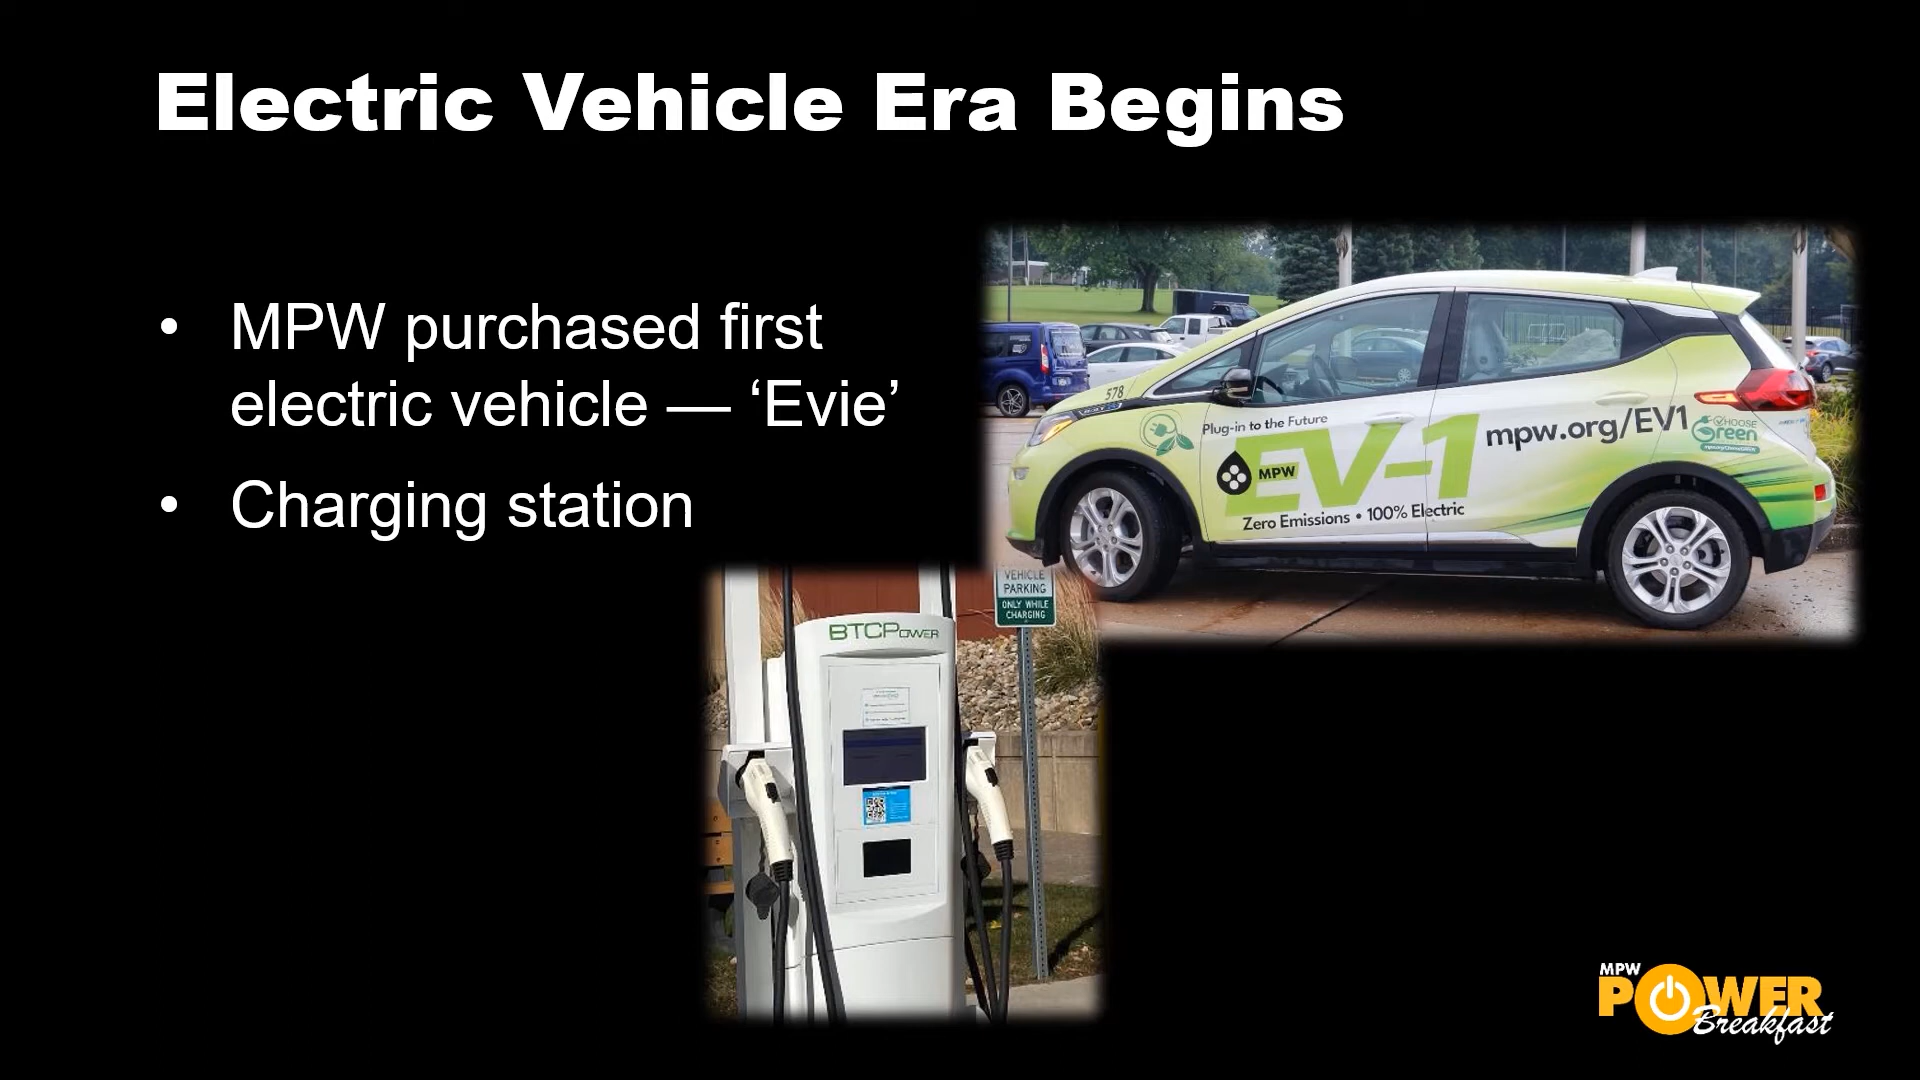 Electric Vehicle Era Begins
• MPW purchased first
electric vehicle — ‘Evie’
• Charging station
578
Plug-in to the Future
MPW
EV-1
mpw.org/EV1
CHOOSE
Green
Zero Emissions • 100% Electric
VEHICLE
PARKING
ONLY WHILE
CHARGING
BTCPOWER
MPW
POWER
Breakfast